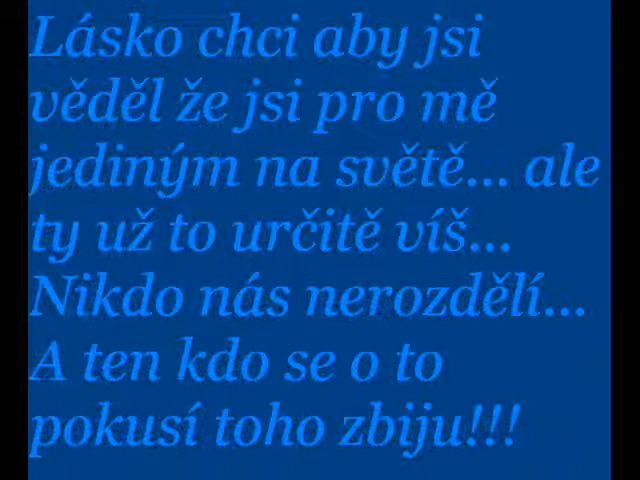 Lásko chci aby jsi
věděl že jsi pro mě
jediným na světě... ale
ty už to určitě víš...
Nikdo nás nerozdělí...
A ten kdo se o to
pokusí toho zbiju!!!